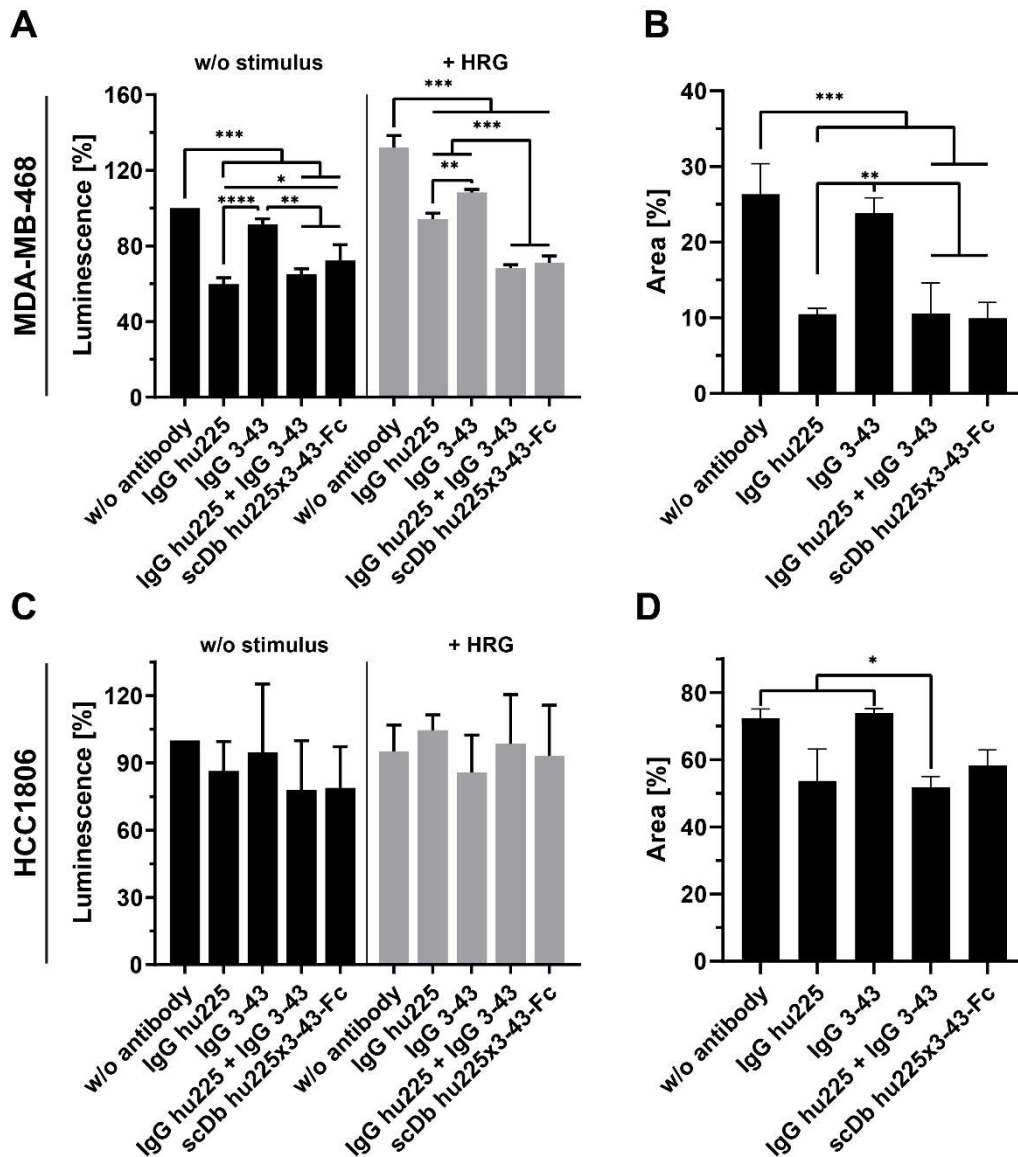 A
w/o stimulus
+ HRG
MDA-MB-468
Luminescence [%]
160
120
80
40
0
***
*
****
**
***
***
**
w/o antibody
IgG hu225
IgG 3-43
IgG hu225 + IgG 3-43
scDb hu225x3-43-Fc
w/o antibody
IgG hu225
IgG 3-43
IgG hu225 + IgG 3-43
scDb hu225x3-43-Fc
B
Area [%]
40
30
20
10
0
***
**
w/o antibody
IgG hu225
IgG 3-43
IgG hu225 + IgG 3-43
scDb hu225x3-43-Fc
C
w/o stimulus
+ HRG
HCC1806
Luminescence [%]
120
90
60
30
0
w/o antibody
IgG hu225
IgG 3-43
IgG hu225 + IgG 3-43
scDb hu225x3-43-Fc
w/o antibody
IgG hu225
IgG 3-43
IgG hu225 + IgG 3-43
scDb hu225x3-43-Fc
D
Area [%]
80
60
40
20
0
*
w/o antibody
IgG hu225
IgG 3-43
IgG hu225 + IgG 3-43
scDb hu225x3-43-Fc